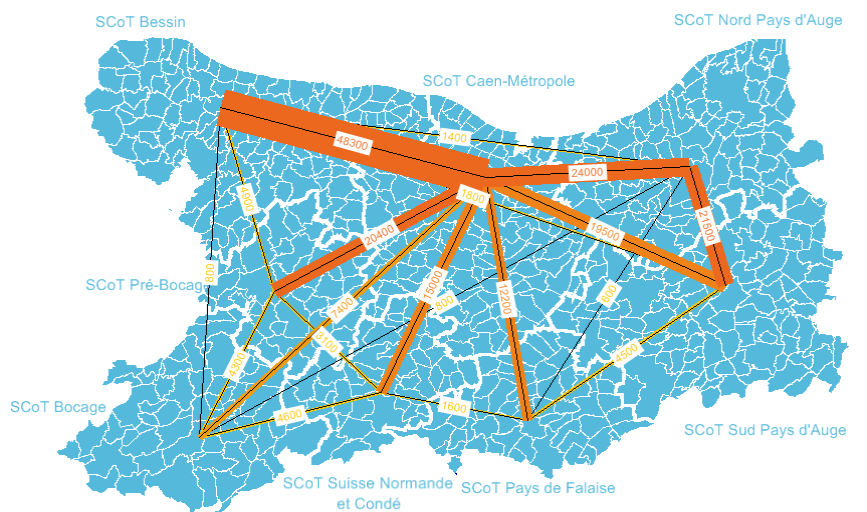 SCoT Bessin
SCoT Nord Pays d'Auge
SCoT Caen-Métropole
1400
48300
24000
4900
1800
21500
20400
19500
800
SCoT Pré-Bocage
15000
12200
600
7400
800
3100
4300
4500
SCoT Bocage
1600
4600
SCoT Sud Pays d'Auge
SCoT Suisse Normande
et Condé
SCoT Pays de Falaise